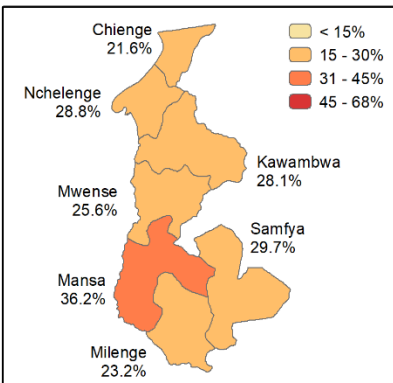 Chienge
21.6%
< 15%
15 - 30%
31 - 45%
45 - 68%
Nchelenge
28.8%
Kawambwa
28.1%
Mwense
25.6%
Samfya
29.7%
Mansa
36.2%
Milenge
23.2%